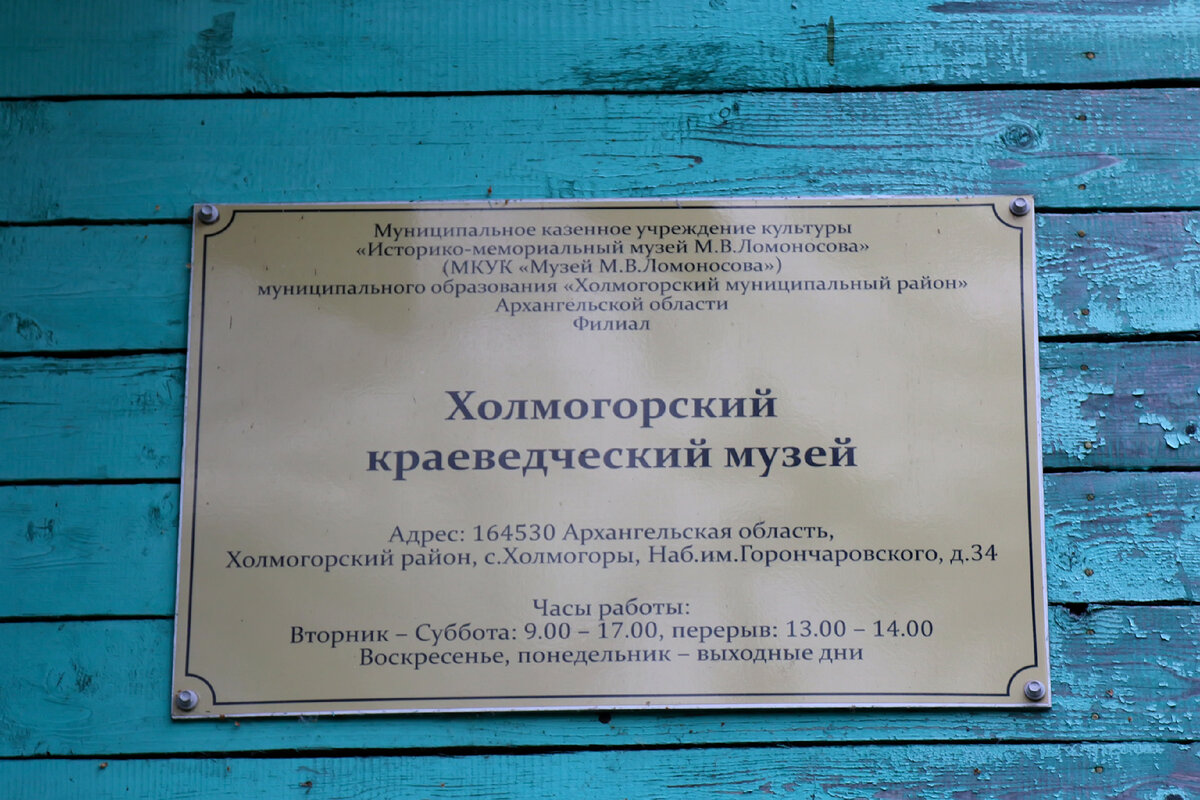 Муниципальное казенное учреждение культуры
«Историко-мемориальный музей М.В.Ломоносова»
(МКУК «Музей М.В.Ломоносова»)
муниципального образования «Холмогорский муниципальный район»
Архангельской области
Филиал
Холмогорский
краеведческий музей
Адрес: 164530 Архангельская область,
Холмогорский район, с.Холмогоры, Наб.им.Горончаровского, д.34
Часы работы:
Вторник – Суббота: 9.00 – 17.00, перерыв: 13.00 – 14.00
Воскресенье, понедельник – выходные дни